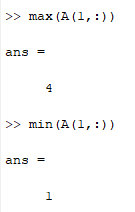 >> max(A(1,:))
ans =
4
>> min(A(1,:))
ans =
1